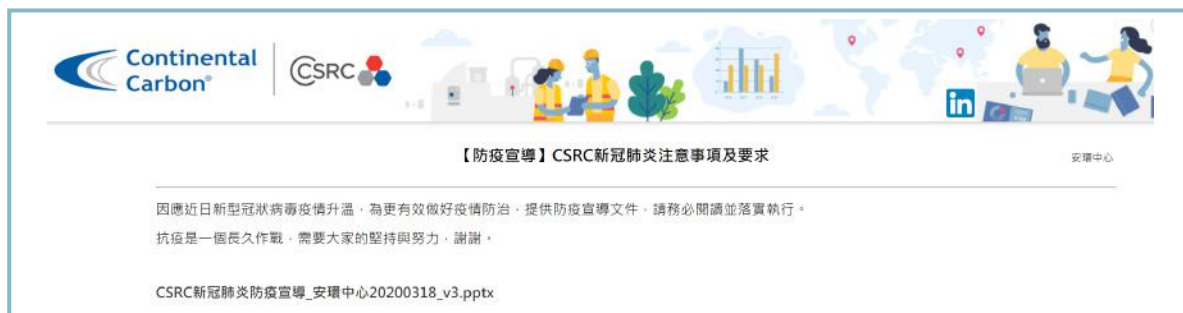 Continental
Carbon®
CSRC
in
【防疫宣導】CSRC新冠肺炎注意事項及要求
安環中心
因應近日新型冠狀病毒疫情升溫，為更有效做好疫情防治，提供防疫宣導文件，請務必閱讀並落實執行。
抗疫是一個長久作戰，需要大家的堅持與努力，謝謝。
CSRC新冠肺炎防疫宣導_安環中心20200318_v3.pptx